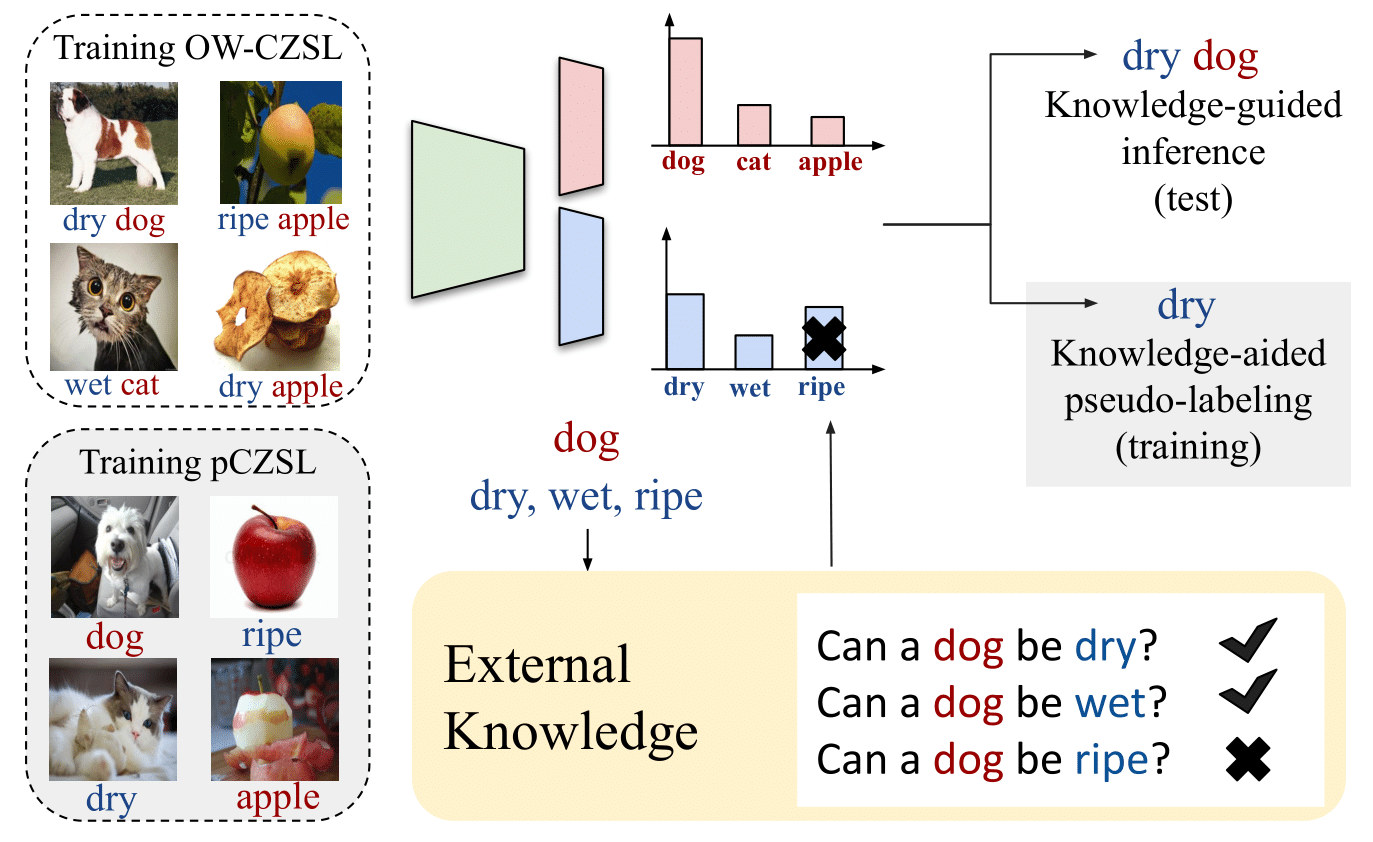 Training OW-CZSL
dry dog
ripe apple
wet cat
dry apple
Training pCZSL
dog
ripe
dry
apple
dog cat apple
dry wet ripe
dog
dry, wet, ripe
dry dog
Knowledge-guided
inference
(test)
dry
Knowledge-aided
pseudo-labeling
(training)
External
Knowledge
Can a dog be dry?
Can a dog be wet?
Can a dog be ripe?